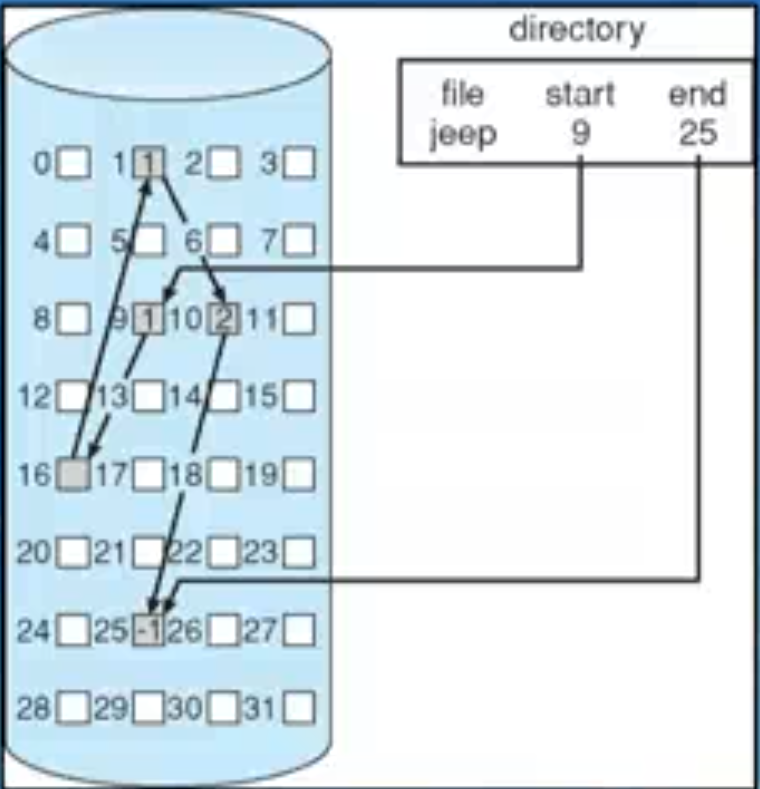 directory
file start end
jeep 9 25
0 1 1 2 3
4 5 6 7
8 9 1 10 2 11
12 13 14 15
16 17 18 19
20 21 22 23
24 25 -1 26 27
28 29 30 31